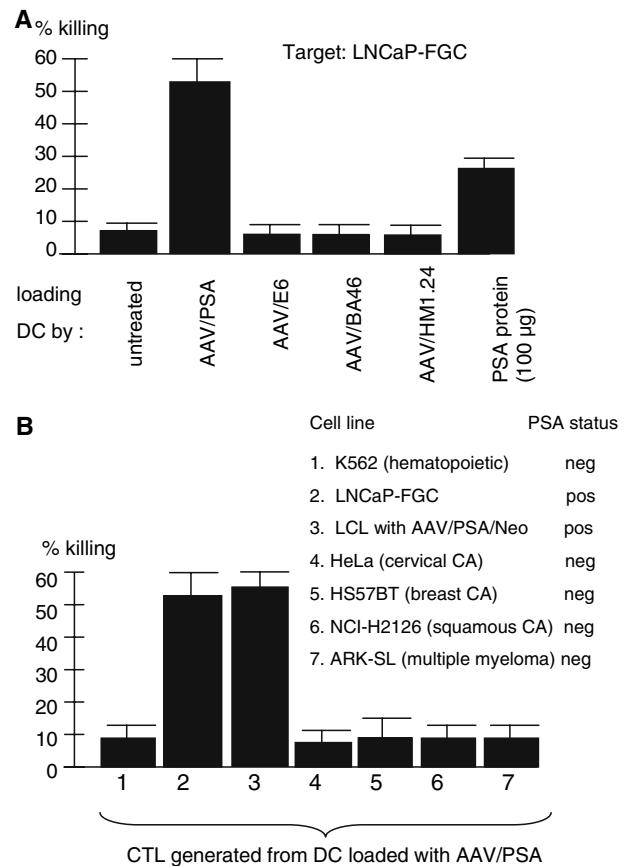 A
% killing
Target: LNCaP-FGC
60
50
40
30
20
10
0
loading
DC by :
untreated
AAV/PSA
AAV/E6
AAV/BA46
AAV/HM1.24
PSA protein
(100 µg)
B
Cell line PSA status
1. K562 (hematopoietic) neg
2. LNCaP-FGC pos
3. LCL with AAV/PSA/Neo pos
4. HeLa (cervical CA) neg
5. HS57BT (breast CA) neg
6. NCI-H2126 (squamous CA) neg
7. ARK-SL (multiple myeloma) neg
% killing
60
50
40
30
20
10
0
1 2 3 4 5 6 7
CTL generated from DC loaded with AAV/PSA